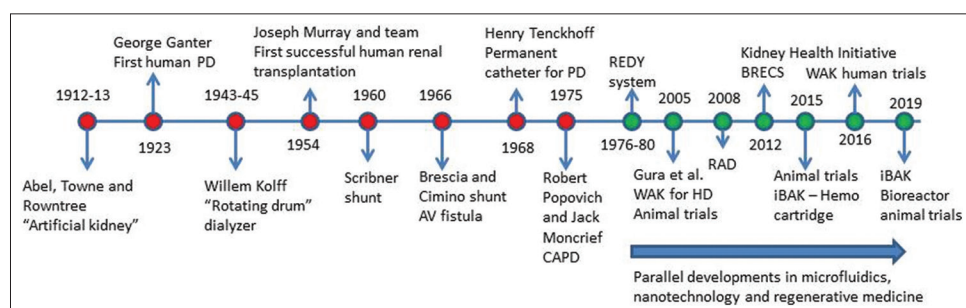 George Ganter
First human PD
Joseph Murray and team
First successful human renal
transplantation
Henry Tenckhoff
Permanent
catheter for PD
REDY
system
Kidney Health Initiative
BRECS
WAK human trials
1912-13
1943-45
1960
1966
1975
2005
2008
2015
2019
1923
1954
1968
1976-80
2012
2016
Abel, Towne and
Rowntree
“Artificial kidney”
Willem Kolff
“Rotating drum”
dialyzer
Scribner
shunt
Brescia and
Cimino shunt
AV fistula
Robert
Popovich
and Jack
Moncrief
CAPD
Gura et al.
WAK for HD
Animal trials
RAD
Animal trials
iBAK – Hemo
cartridge
iBAK
Bioreactor
animal trials
Parallel developments in microfluidics,
nanotechnology and regenerative medicine